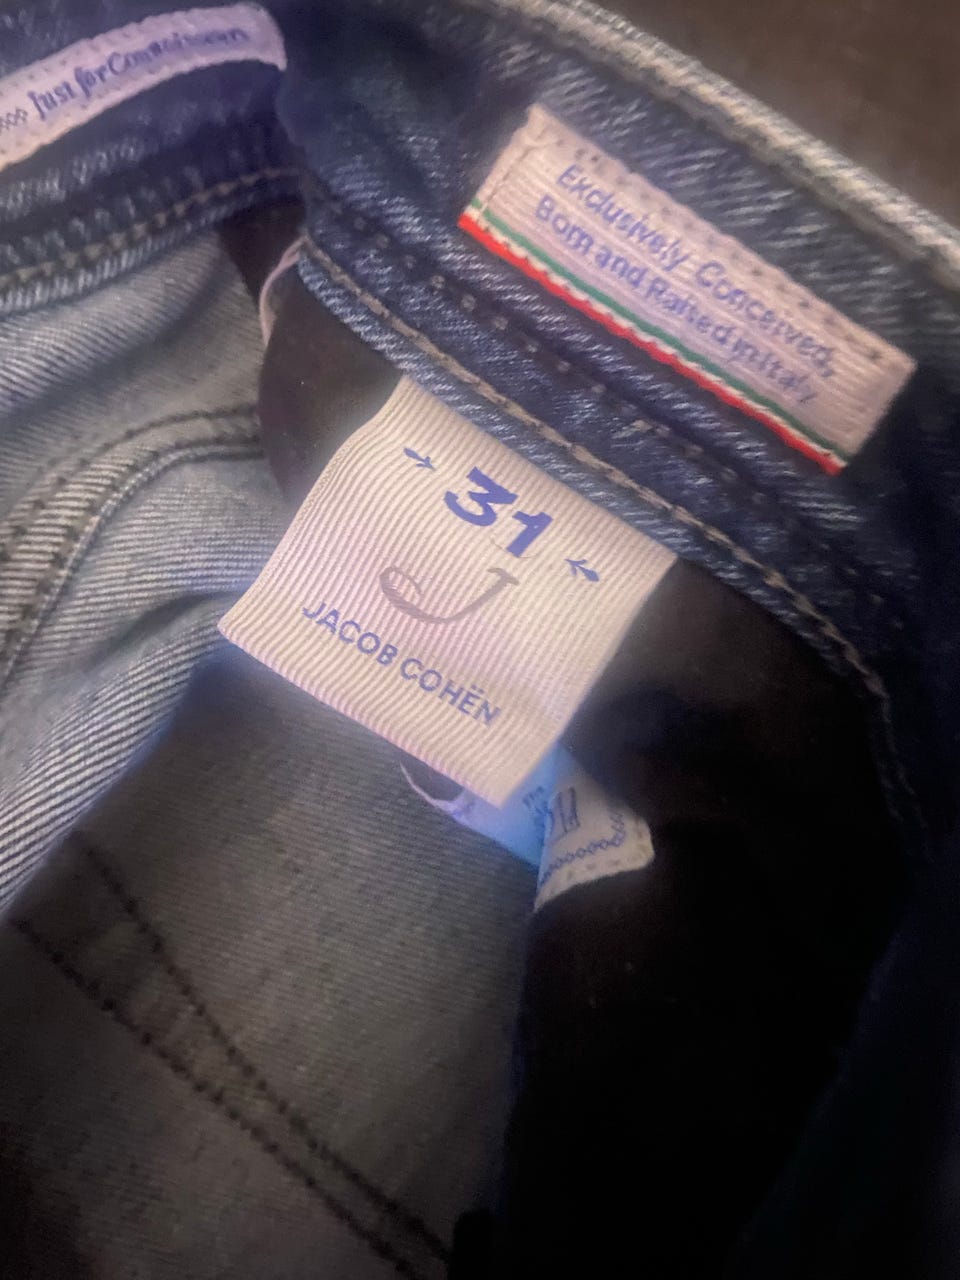 Just for Connoisseurs
Exclusively Conceived,
Born and Raised in Italy
31
J
JACOB COHËN